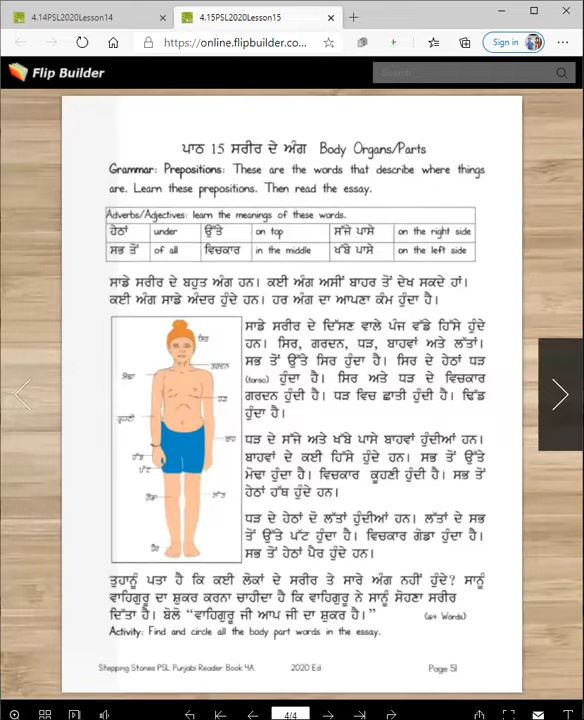 4.14PSL2020Lesson14
4.15PSL2020Lesson15
https://online.flipbuilder.co...
Sign in
Flip Builder
Search...
ਪਾਠ 15 ਸਰੀਰ ਦੇ ਅੰਗ Body Organs/Parts
Grammar: Prepositions: These are the words that describe where things
are. Learn these prepositions. Then read the essay.
Adverbs/Adjectives: learn the meanings of these words.
ਹੇਠਾਂ under ਉੱਤੇ on top ਸੱਜੇ ਪਾਸੇ on the right side
ਸਭ ਤੋਂ of all ਵਿਚਕਾਰ in the middle ਖੱਬੇ ਪਾਸੇ on the left side
ਸਾਡੇ ਸਰੀਰ ਦੇ ਬਹੁਤ ਅੰਗ ਹਨ। ਕਈ ਅੰਗ ਅਸੀਂ ਬਾਹਰ ਤੋਂ ਦੇਖ ਸਕਦੇ ਹਾਂ।
ਕਈ ਅੰਗ ਸਾਡੇ ਅੰਦਰ ਹੁੰਦੇ ਹਨ। ਹਰ ਅੰਗ ਦਾ ਆਪਣਾ ਕੰਮ ਹੁੰਦਾ ਹੈ।
ਸਿਰ
ਗਰਦਨ
ਮੋਢਾ
ਧੜ
ਕੂਹਣੀ
ਬਾਹ
ਹੱਥ
ਪੱਟ
ਗੋਡਾ
ਲੱਤ
ਪੈਰ
ਸਾਡੇ ਸਰੀਰ ਦੇ ਦਿੱਸਣ ਵਾਲੇ ਪੰਜ ਵੱਡੇ ਹਿੱਸੇ ਹੁੰਦੇ
ਹਨ। ਸਿਰ, ਗਰਦਨ, ਧੜ, ਬਾਹਵਾਂ ਅਤੇ ਲੱਤਾਂ।
ਸਭ ਤੋਂ ਉੱਤੇ ਸਿਰ ਹੁੰਦਾ ਹੈ। ਸਿਰ ਦੇ ਹੇਠਾਂ ਧੜ
(torso) ਹੁੰਦਾ ਹੈ। ਸਿਰ ਅਤੇ ਧੜ ਦੇ ਵਿਚਕਾਰ
ਗਰਦਨ ਹੁੰਦੀ ਹੈ। ਧੜ ਵਿਚ ਛਾਤੀ ਹੁੰਦੀ ਹੈ। ਢਿੱਡ
ਹੁੰਦਾ ਹੈ।
ਧੜ ਦੇ ਸੱਜੇ ਅਤੇ ਖੱਬੇ ਪਾਸੇ ਬਾਹਵਾਂ ਹੁੰਦੀਆਂ ਹਨ।
ਬਾਹਵਾਂ ਦੇ ਕਈ ਹਿੱਸੇ ਹੁੰਦੇ ਹਨ। ਸਭ ਤੋਂ ਉੱਤੇ
ਮੋਢਾ ਹੁੰਦਾ ਹੈ। ਵਿਚਕਾਰ ਕੂਹਣੀ ਹੁੰਦੀ ਹੈ। ਸਭ ਤੋਂ
ਹੇਠਾਂ ਹੱਥ ਹੁੰਦੇ ਹਨ।
ਧੜ ਦੇ ਹੇਠਾਂ ਦੋ ਲੱਤਾਂ ਹੁੰਦੀਆਂ ਹਨ। ਲੱਤਾਂ ਦੇ ਸਭ
ਤੋਂ ਉੱਤੇ ਪੱਟ ਹੁੰਦਾ ਹੈ। ਵਿਚਕਾਰ ਗੋਡਾ ਹੁੰਦਾ ਹੈ।
ਸਭ ਤੋਂ ਹੇਠਾਂ ਪੈਰ ਹੁੰਦੇ ਹਨ।
ਤੁਹਾਨੂੰ ਪਤਾ ਹੈ ਕਿ ਕਈ ਲੋਕਾਂ ਦੇ ਸਰੀਰ ਤੇ ਸਾਰੇ ਅੰਗ ਨਹੀਂ ਹੁੰਦੇ? ਸਾਨੂੰ
ਵਾਹਿਗੁਰੂ ਦਾ ਸ਼ੁਕਰ ਕਰਨਾ ਚਾਹੀਦਾ ਹੈ ਕਿ ਵਾਹਿਗੁਰੂ ਨੇ ਸਾਨੂੰ ਸੋਹਣਾ ਸਰੀਰ
ਦਿੱਤਾ ਹੈ। ਬੋਲੋ “ਵਾਹਿਗੁਰੂ ਜੀ ਆਪ ਜੀ ਦਾ ਸ਼ੁਕਰ ਹੈ।”
Activity: Find and circle all the body part words in the essay.
Stepping Stones PSL Punjabi Reader Book 4A 2020 Ed Page 51
4/4